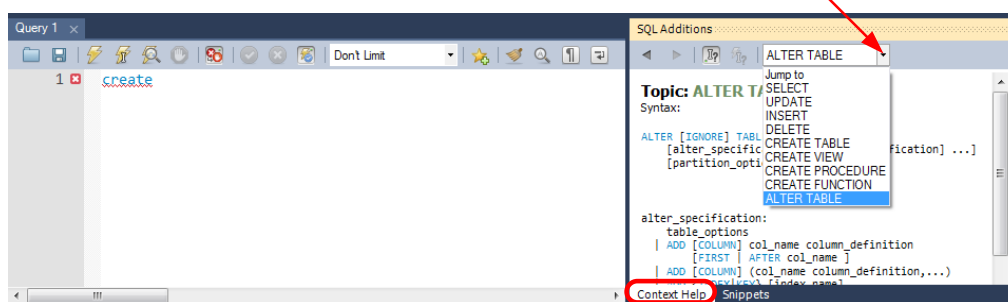 Query 1
SQL Additions
Don't Limit
ALTER TABLE
1 create
Jump to
SELECT
UPDATE
INSERT
DELETE
CREATE TABLE
CREATE VIEW
CREATE PROCEDURE
CREATE FUNCTION
ALTER TABLE
Topic: ALTER TA
Syntax:
ALTER [IGNORE] TABL
[alter_specific fication] ...]
[partition_opti
alter_specification:
table_options
| ADD [COLUMN] col_name column_definition
[FIRST | AFTER col_name ]
| ADD [COLUMN] (col_name column_definition,...)
Context Help Snippets